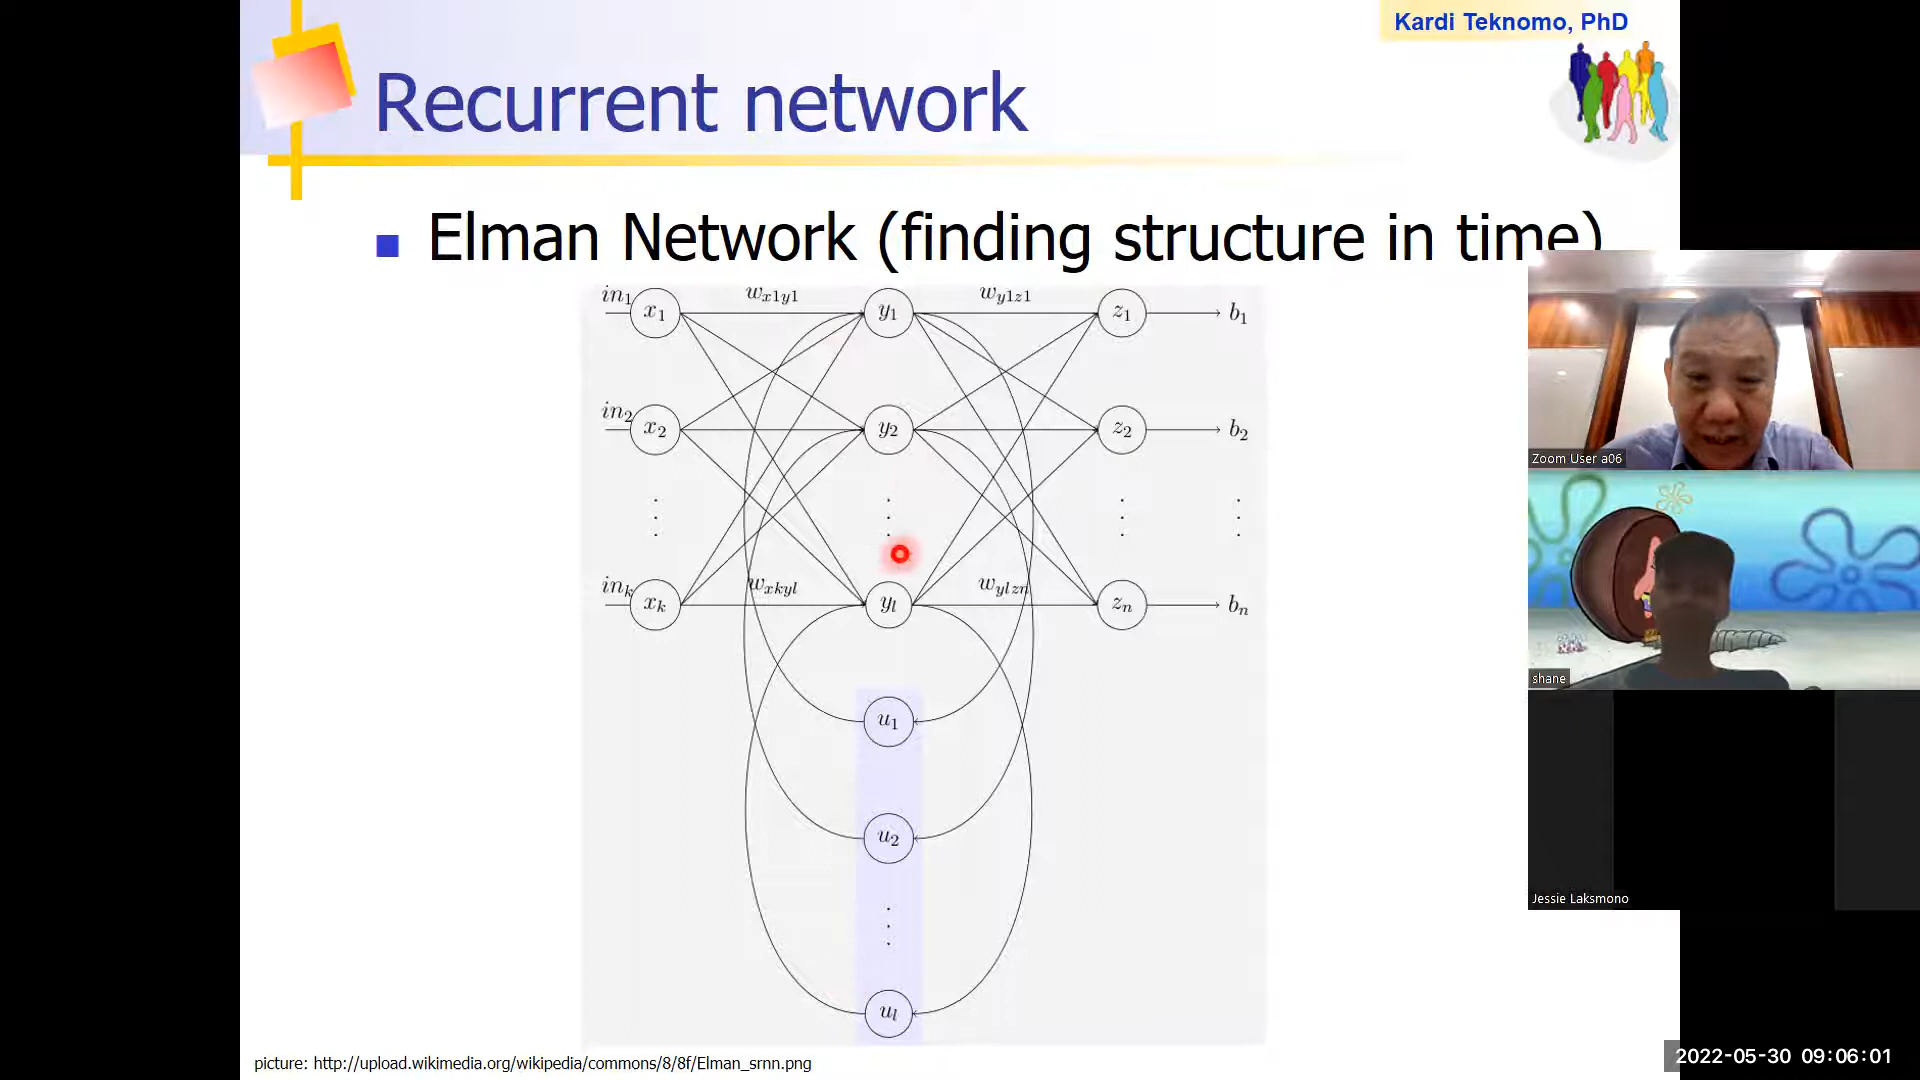 Kardi Teknomo, PhD
Recurrent network
Elman Network (finding structure in time)
in1 x1 wx1y1 y1 wy1z1 z1 b1
in2 x2 y2 z2 b2
ink xk wxkyl yl wylzn zn bn
u1
u2
ul
picture: http://upload.wikimedia.org/wikipedia/commons/8/8f/Elman_srnn.png
Zoom User a06
shane
Jessie Laksmono
2022-05-30 09:06:01